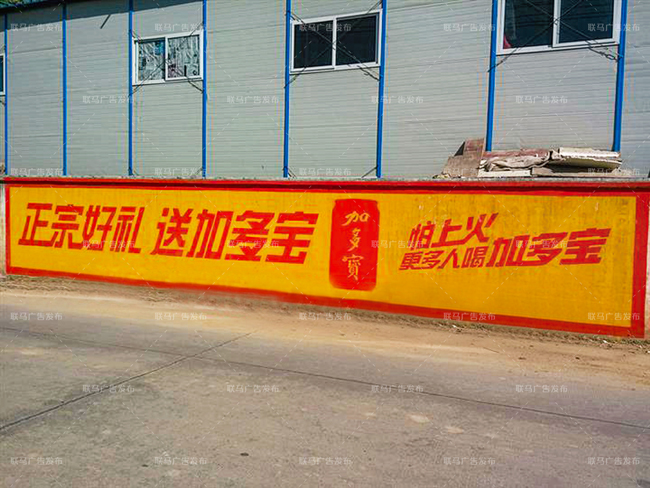 正宗好礼 送加多宝
加多寳
怕上火
更多人喝加多宝
联马广告发布